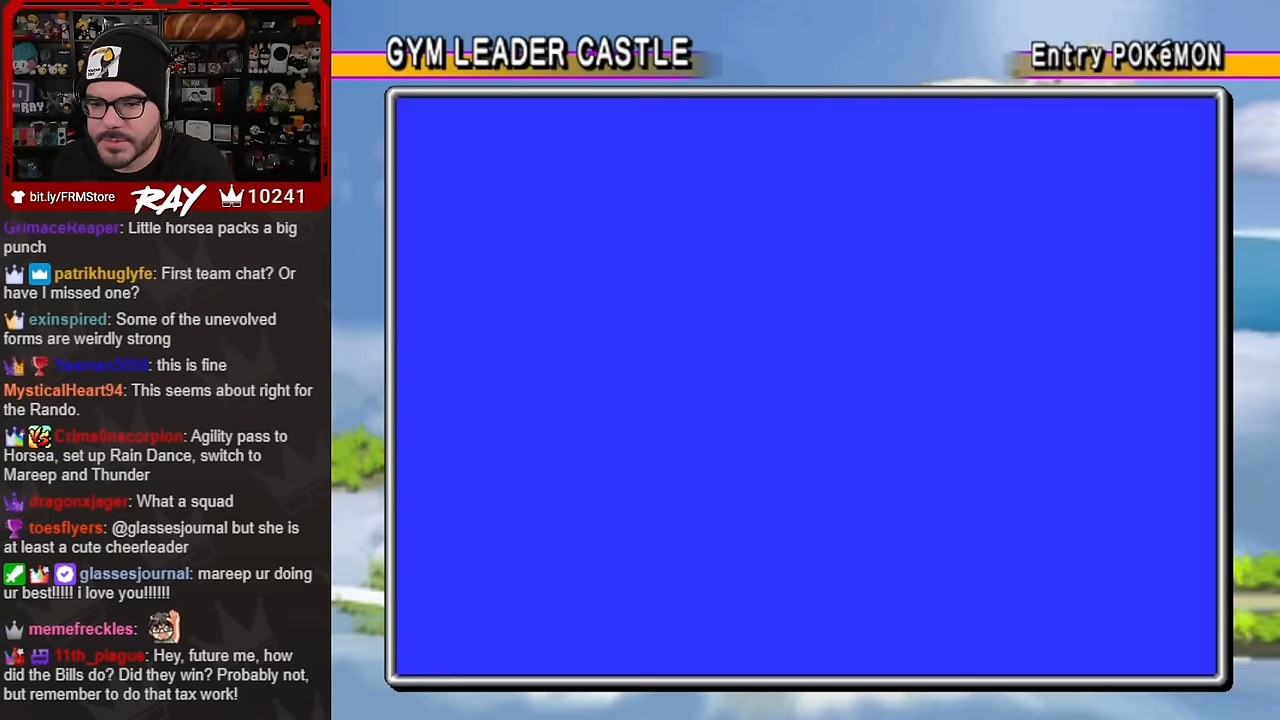 GYM LEADER CASTLE
Entry POKéMON
bit.ly/FRMStore RAY 10241
GrimaceReaper: Little horsea packs a big
punch
patrikhuglyfe: First team chat? Or
have I missed one?
exinspired: Some of the unevolved
forms are weirdly strong
Yeaman5098: this is fine
MysticalHeart94: This seems about right for
the Rando.
Crims0nscorpion: Agility pass to
Horsea, set up Rain Dance, switch to
Mareep and Thunder
dragonxjager: What a squad
toesflyers: @glassesjournal but she is
at least a cute cheerleader
glassesjournal: mareep ur doing
ur best!!!!! i love you!!!!!!
memefreckles:
11th_plague: Hey, future me, how
did the Bills do? Did they win? Probably not,
but remember to do that tax work!